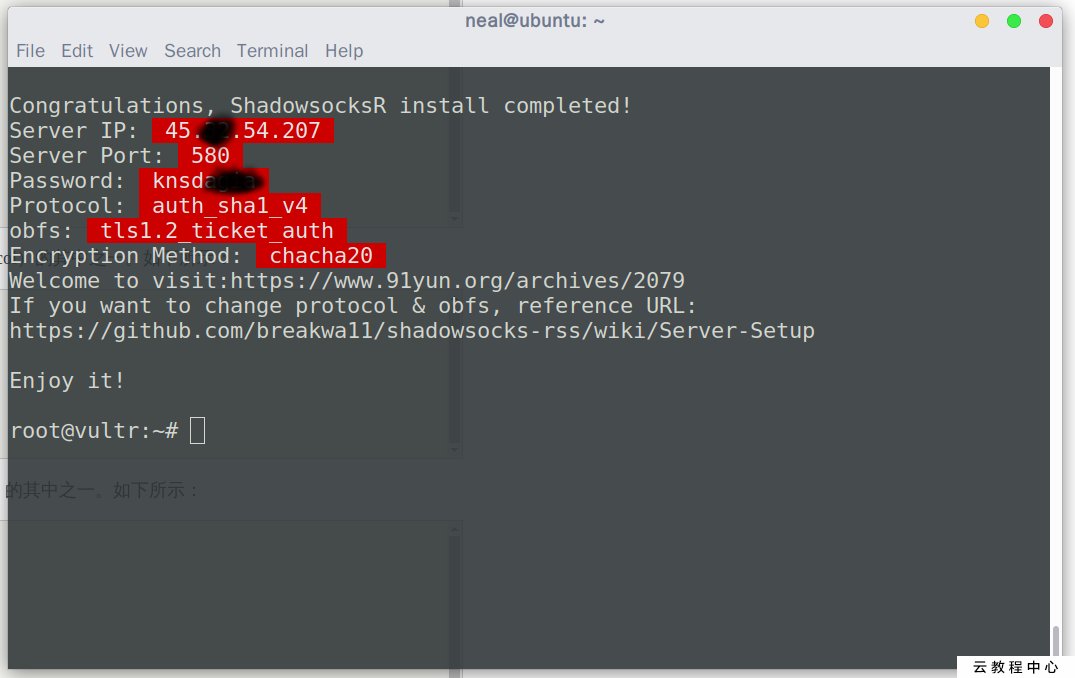 neal@ubuntu: ~
File Edit View Search Terminal Help
Congratulations, ShadowsocksR install completed!
Server IP: 45. .54.207
Server Port: 580
Password:
Protocol: auth_sha1_v4
obfs: tls1.2_ticket_auth
Encryption Method: chacha20
Welcome to visit:https://www.91yun.org/archives/2079
If you want to change protocol & obfs, reference URL:
https://github.com/breakwa11/shadowsocks-rss/wiki/Server-Setup
Enjoy it!
root@vultr:~#
的其中之一。如下所示：
云教程中心